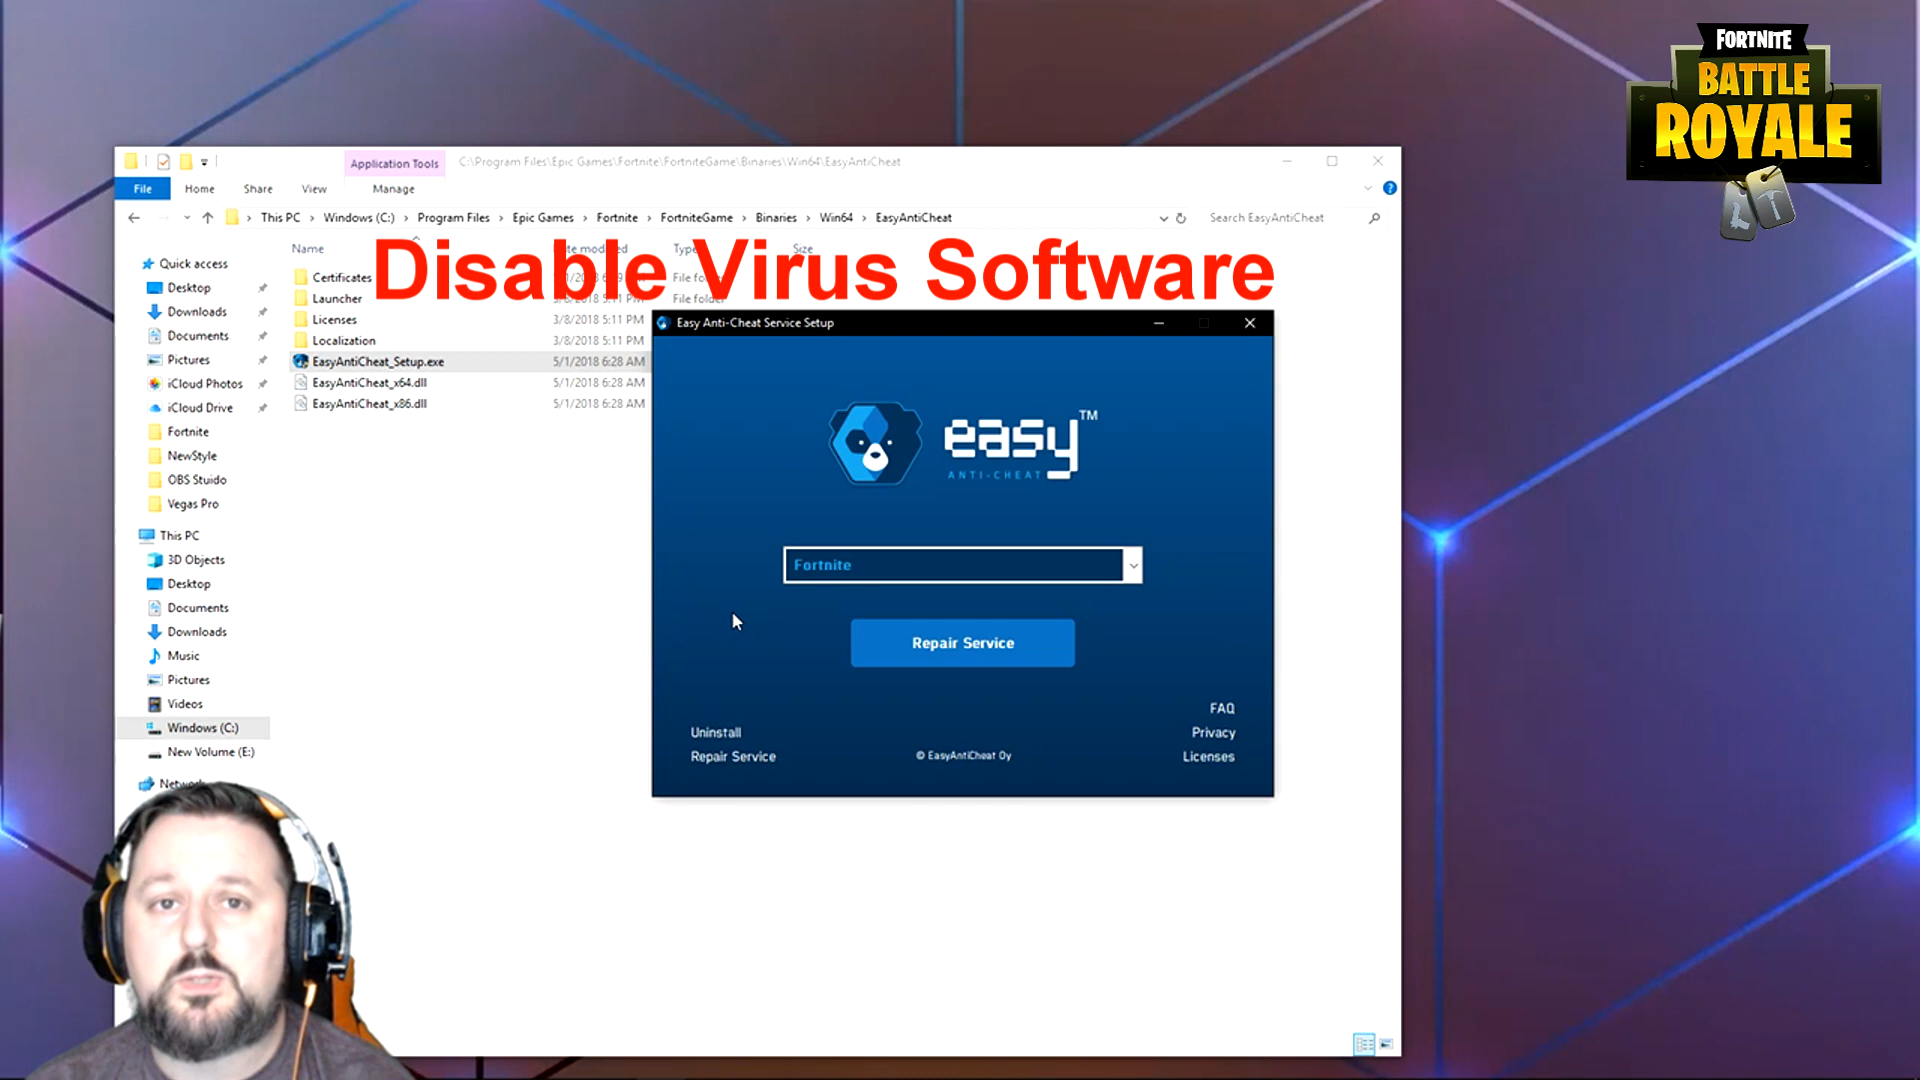 FORTNITE
BATTLE
ROYALE
Application Tools
C:\Program Files\Epic Games\Fortnite\FortniteGame\Binaries\Win64\EasyAntiCheat
File
Home
Share
View
Manage
This PC > Windows (C:) > Program Files > Epic Games > Fortnite > FortniteGame > Binaries > Win64 > EasyAntiCheat
Search EasyAntiCheat
Name
Size
Disable Virus Software
Quick access
Desktop
Downloads
Documents
Pictures
iCloud Photos
iCloud Drive
Fortnite
NewStyle
OBS Stuido
Vegas Pro
This PC
3D Objects
Desktop
Documents
Downloads
Music
Pictures
Videos
Windows (C:)
New Volume (E:)
Certificates
Launcher 5:11 PM File folder
Licenses 3/8/2018 5:11 PM
Localization 3/8/2018 5:11 PM
EasyAntiCheat_Setup.exe 5/1/2018 6:28 AM
EasyAntiCheat_x64.dll 5/1/2018 6:28 AM
EasyAntiCheat_x86.dll 5/1/2018 6:28 AM
Easy Anti-Cheat Service Setup
easy™
ANTI-CHEAT
Fortnite
Repair Service
FAQ
Uninstall
Privacy
Repair Service
© EasyAntiCheat Oy
Licenses